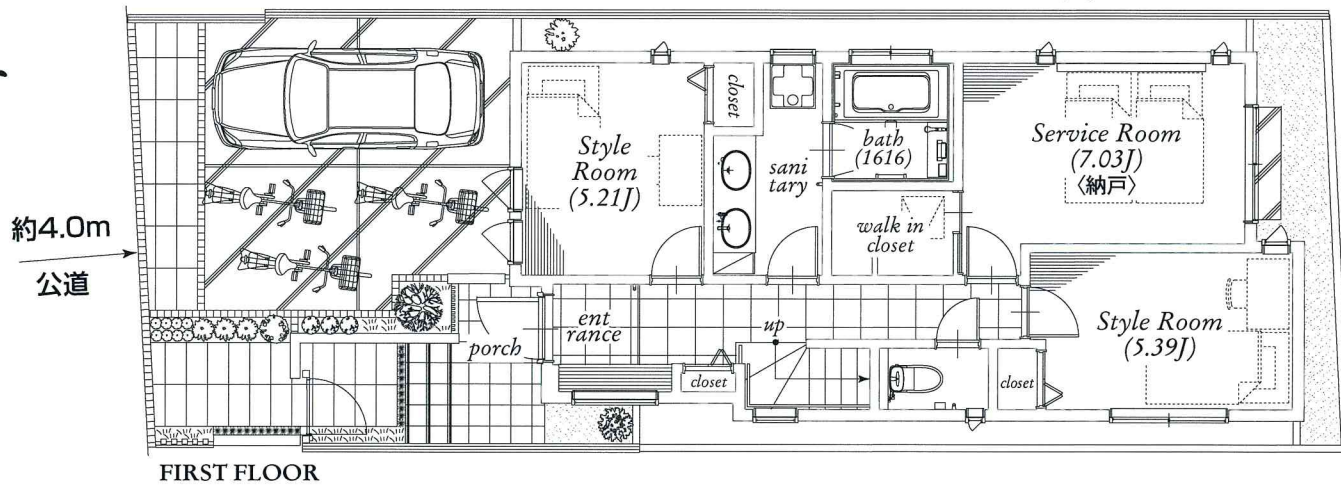 約4.0m
公道
Style
Room
(5.21J)
closet
sani
tary
bath
(1616)
walk in
closet
Service Room
(7.03J)
〈納戸〉
Style Room
(5.39J)
porch
ent
rance
up
closet
closet
FIRST FLOOR